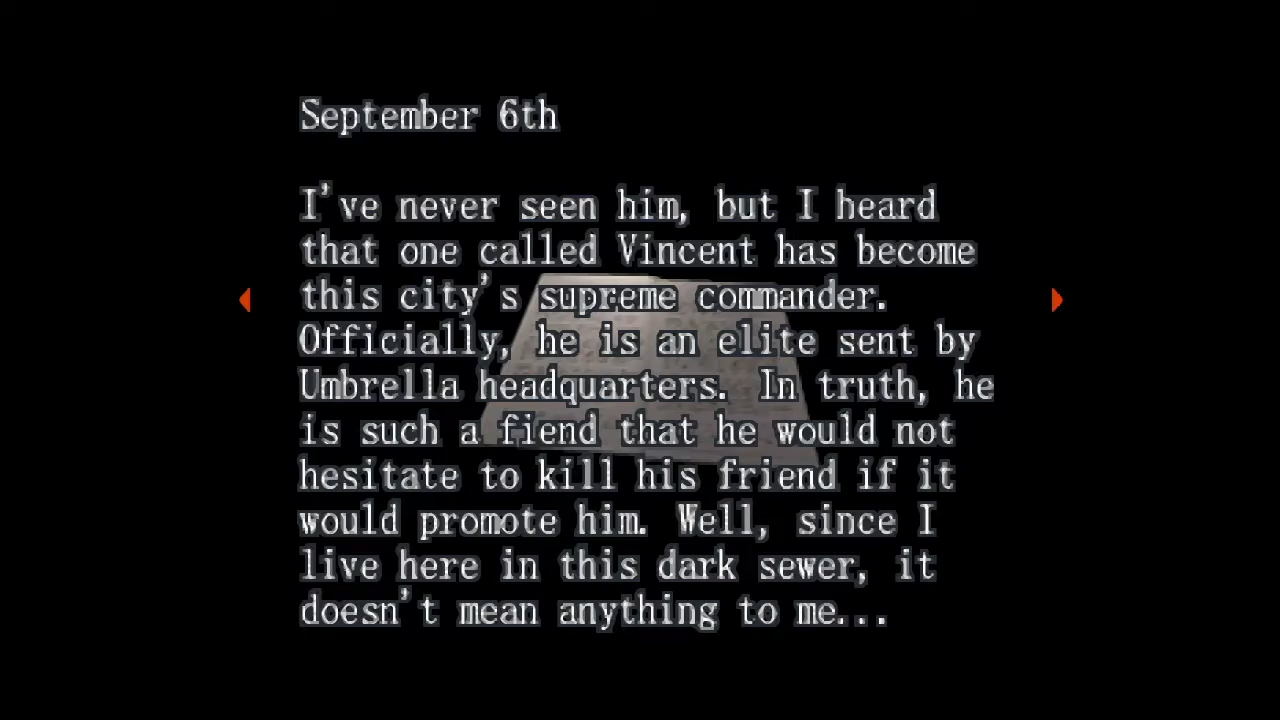 September 6th
I've never seen him, but I heard
that one called Vincent has become
this city's supreme commander.
Officially, he is an elite sent by
Umbrella headquarters. In truth, he
is such a fiend that he would not
hesitate to kill his friend if it
would promote him. Well, since I
live here in this dark sewer, it
doesn't mean anything to me...